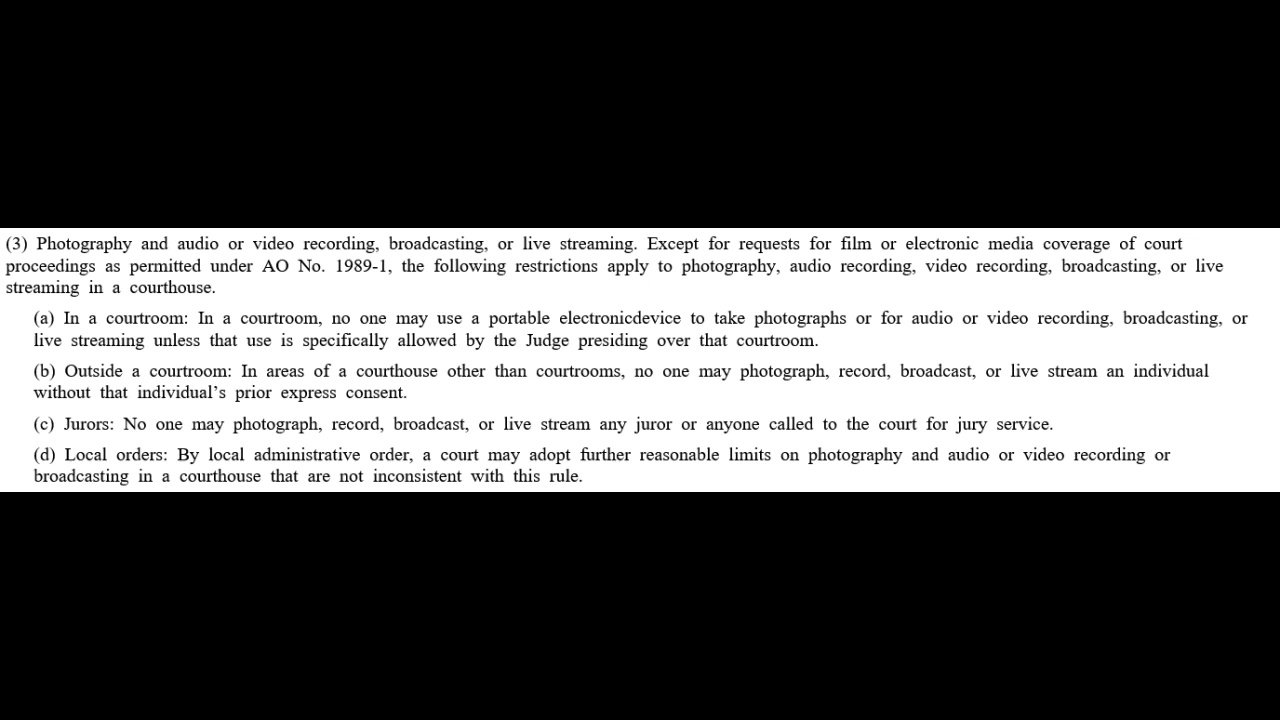 (3) Photography and audio or video recording, broadcasting, or live streaming. Except for requests for film or electronic media coverage of court
proceedings as permitted under AO No. 1989-1, the following restrictions apply to photography, audio recording, video recording, broadcasting, or live
streaming in a courthouse.
(a) In a courtroom: In a courtroom, no one may use a portable electronicdevice to take photographs or for audio or video recording, broadcasting, or
live streaming unless that use is specifically allowed by the Judge presiding over that courtroom.
(b) Outside a courtroom: In areas of a courthouse other than courtrooms, no one may photograph, record, broadcast, or live stream an individual
without that individual’s prior express consent.
(c) Jurors: No one may photograph, record, broadcast, or live stream any juror or anyone called to the court for jury service.
(d) Local orders: By local administrative order, a court may adopt further reasonable limits on photography and audio or video recording or
broadcasting in a courthouse that are not inconsistent with this rule.